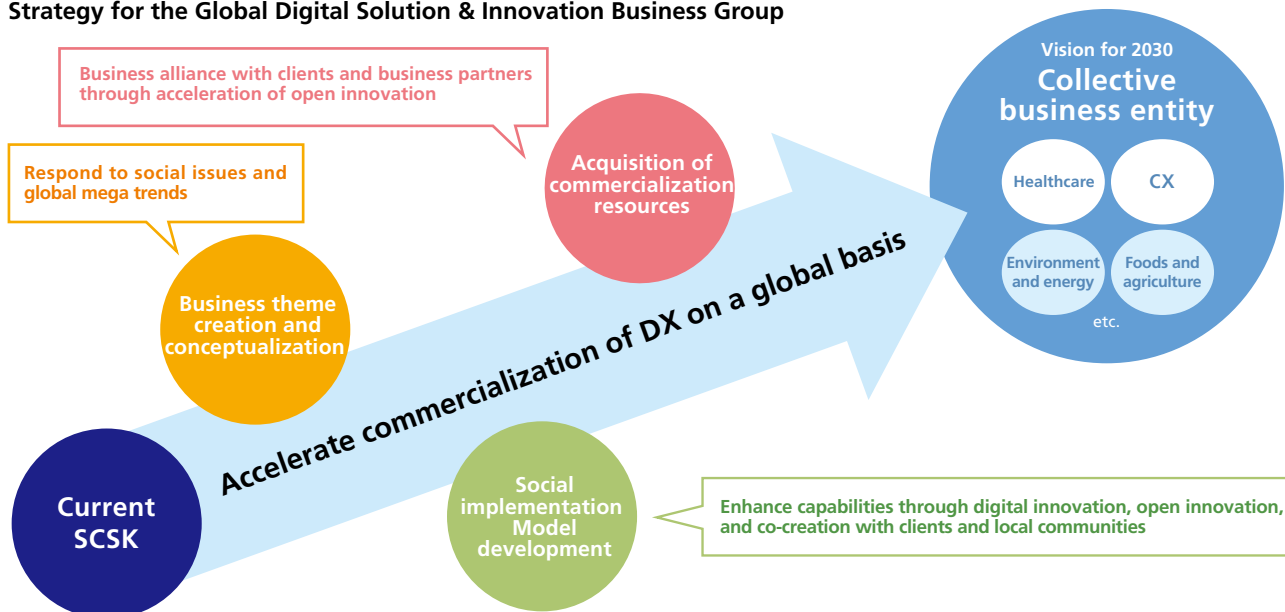 Strategy for the Global Digital Solution & Innovation Business Group
Business alliance with clients and business partners
through acceleration of open innovation
Respond to social issues and
global mega trends
Acquisition of
commercialization
resources
Business theme
creation and
conceptualization
Accelerate commercialization of DX on a global basis
Current
SCSK
Social
implementation
Model
development
Enhance capabilities through digital innovation, open innovation,
and co-creation with clients and local communities
Vision for 2030
Collective
business entity
Healthcare
CX
Environment
and energy
Foods and
agriculture
etc.